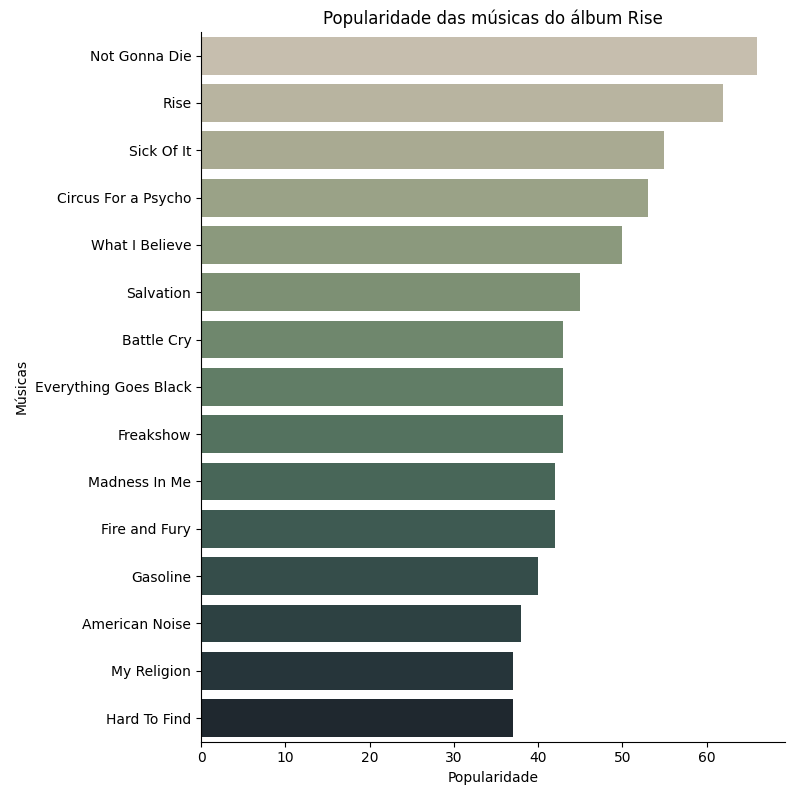 Popularidade das músicas do álbum Rise
Músicas
Not Gonna Die
Rise
Sick Of It
Circus For a Psycho
What I Believe
Salvation
Battle Cry
Everything Goes Black
Freakshow
Madness In Me
Fire and Fury
Gasoline
American Noise
My Religion
Hard To Find
0 10 20 30 40 50 60
Popularidade